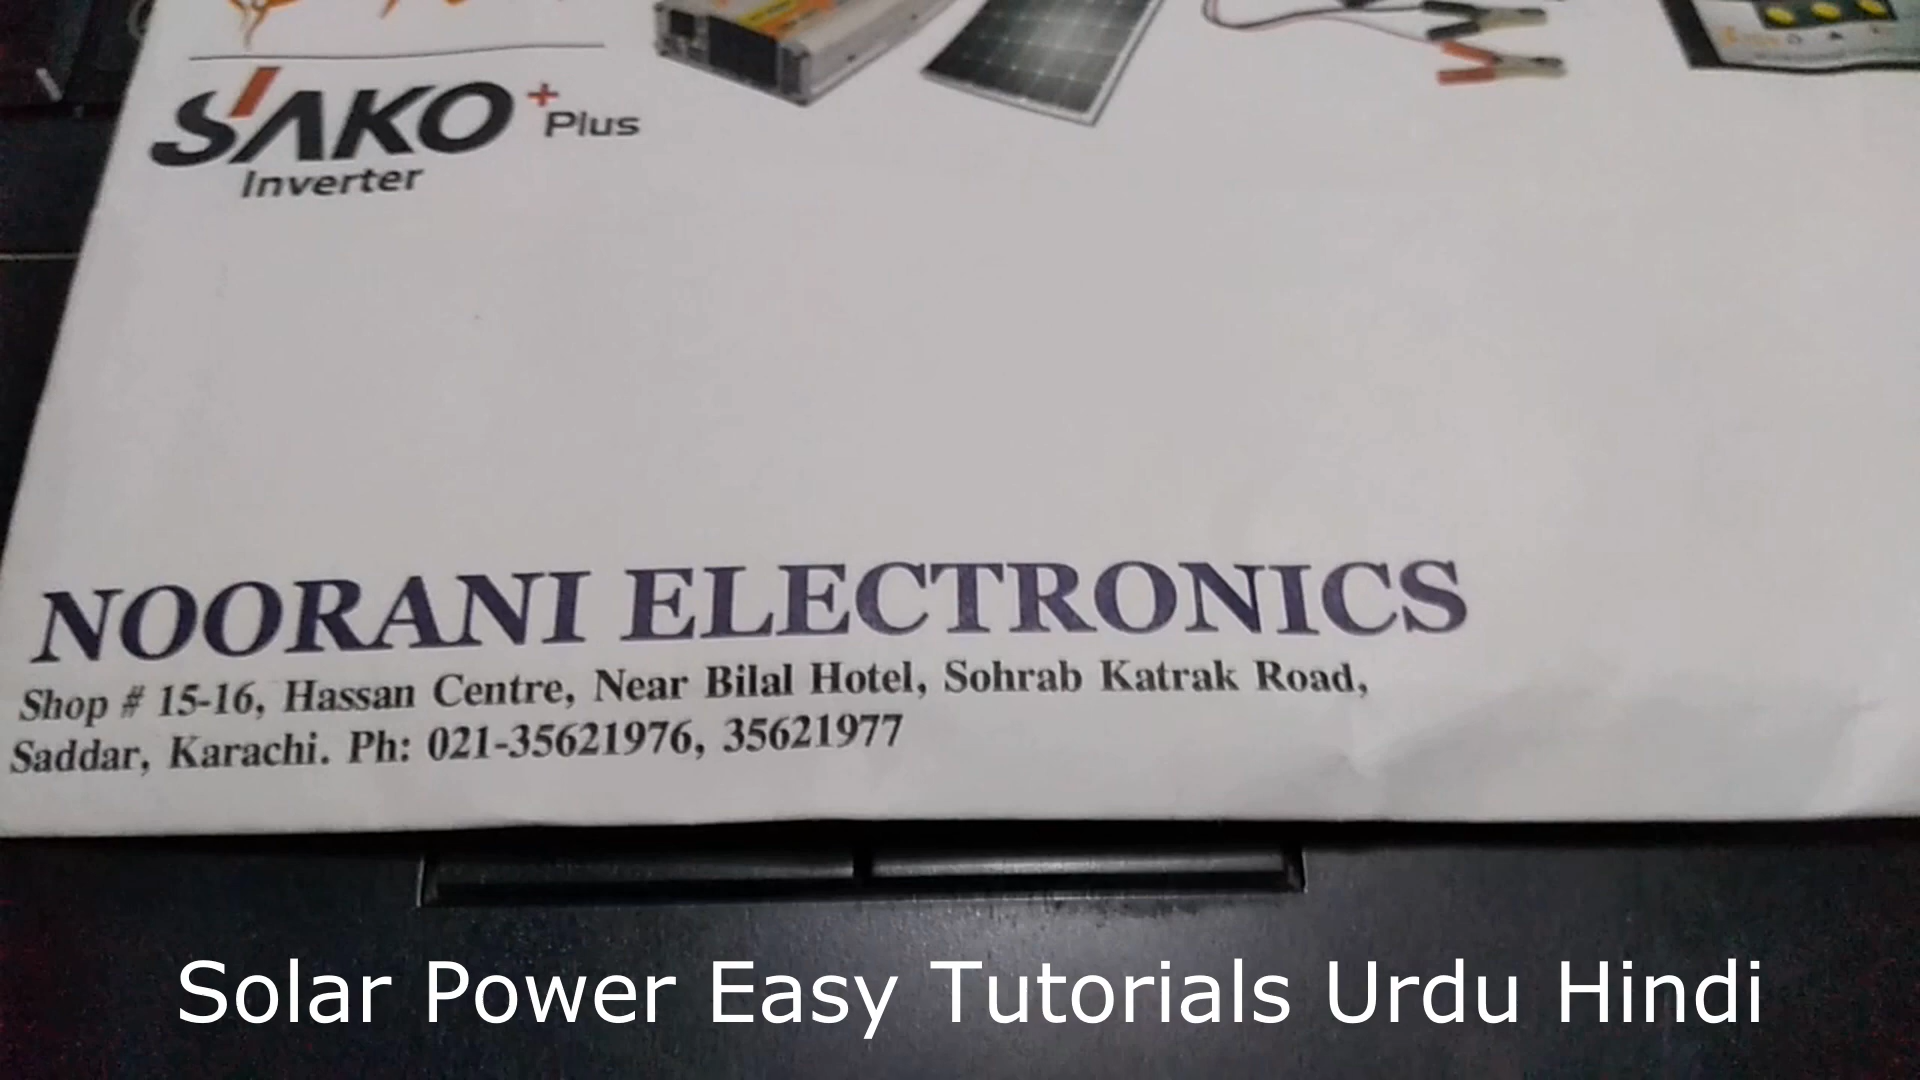 SAKO + Plus
Inverter
NOORANI ELECTRONICS
Shop # 15-16, Hassan Centre, Near Bilal Hotel, Sohrab Katrak Road,
Saddar, Karachi. Ph: 021-35621976, 35621977
Solar Power Easy Tutorials Urdu Hindi